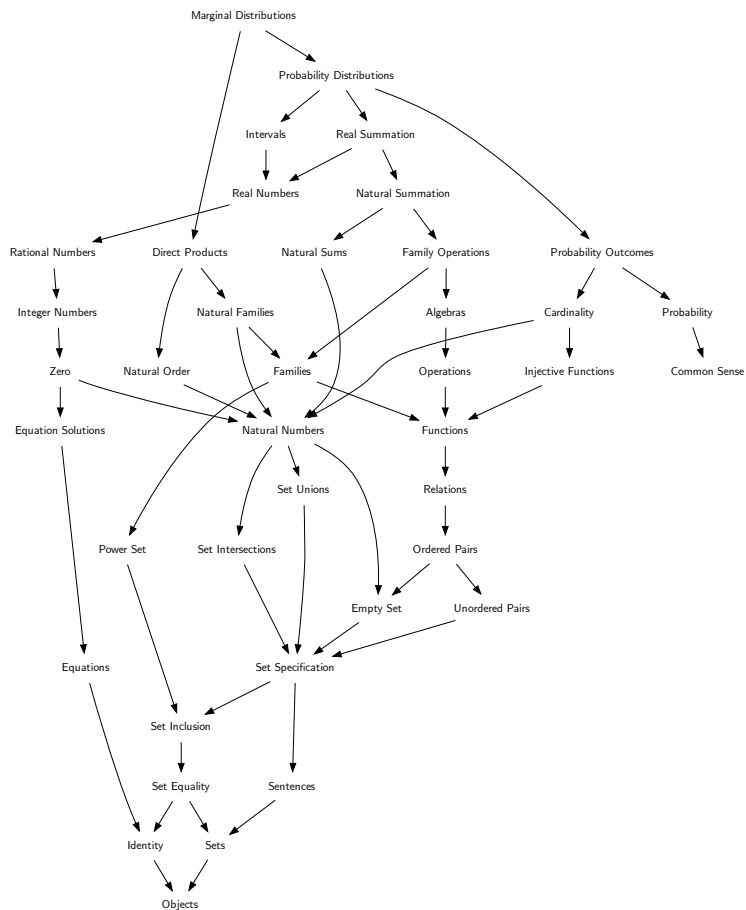 Marginal Distributions
Probability Distributions
Intervals
Real Summation
Real Numbers
Natural Summation
Rational Numbers
Direct Products
Natural Sums
Family Operations
Probability Outcomes
Integer Numbers
Natural Families
Algebras
Cardinality
Probability
Zero
Natural Order
Families
Operations
Injective Functions
Common Sense
Equation Solutions
Natural Numbers
Functions
Set Unions
Relations
Power Set
Set Intersections
Ordered Pairs
Empty Set
Unordered Pairs
Equations
Set Specification
Set Inclusion
Set Equality
Sentences
Identity
Sets
Objects